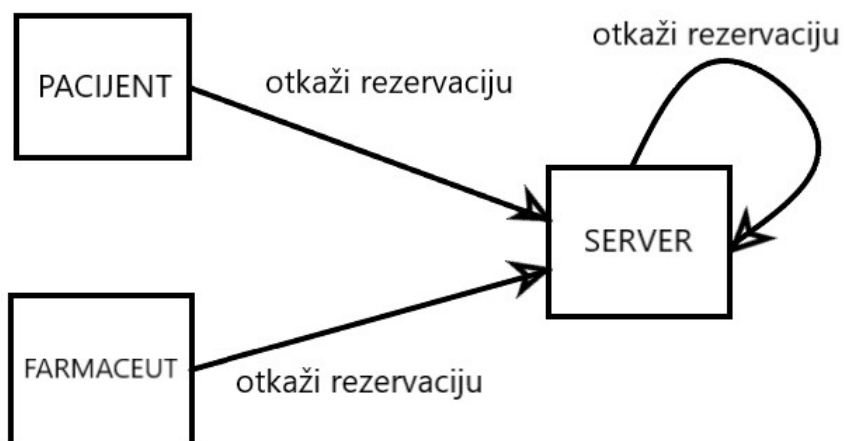 otkaži rezervaciju
PACIJENT
otkaži rezervaciju
SERVER
FARMACEUT
otkaži rezervaciju